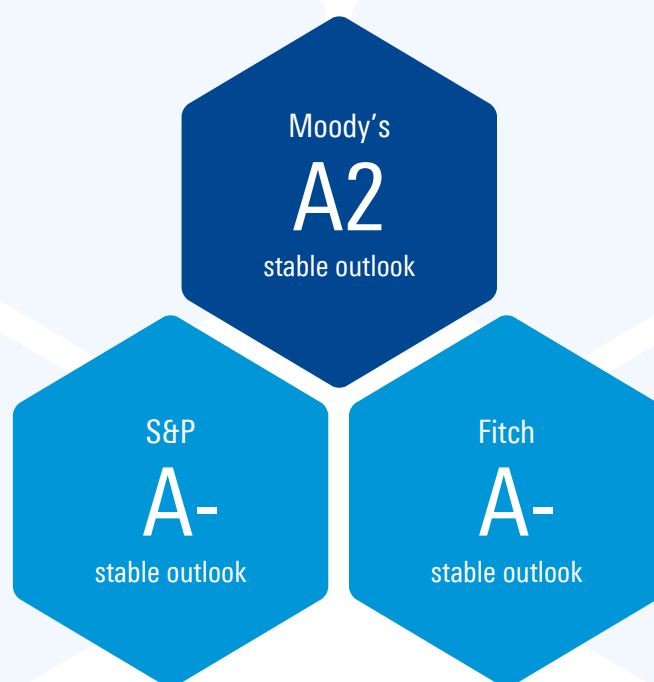 Moody's
A2
stable outlook
S&P
A-
stable outlook
Fitch
A-
stable outlook